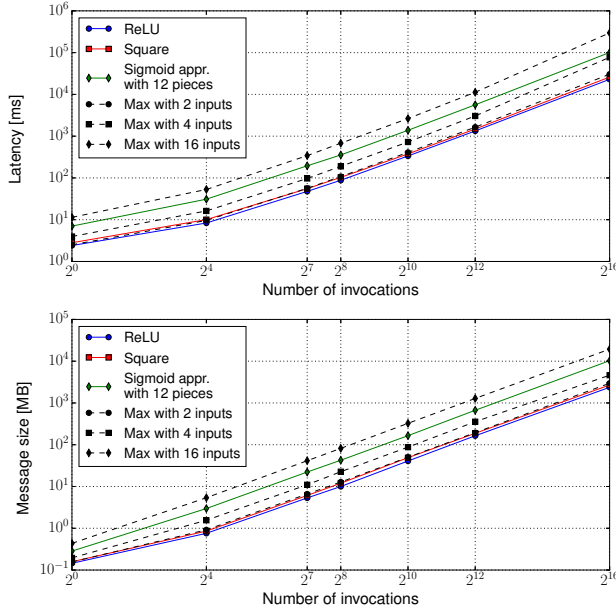 10^6
10^5
10^4
10^3
10^2
10^1
10^0
Latency [ms]
ReLU
Square
Sigmoid appr.
with 12 pieces
Max with 2 inputs
Max with 4 inputs
Max with 16 inputs
2^0 2^4 2^7 2^8 2^10 2^12 2^16
Number of invocations
10^5
10^4
10^3
10^2
10^1
10^0
10^-1
Message size [MB]
ReLU
Square
Sigmoid appr.
with 12 pieces
Max with 2 inputs
Max with 4 inputs
Max with 16 inputs
2^0 2^4 2^7 2^8 2^10 2^12 2^16
Number of invocations